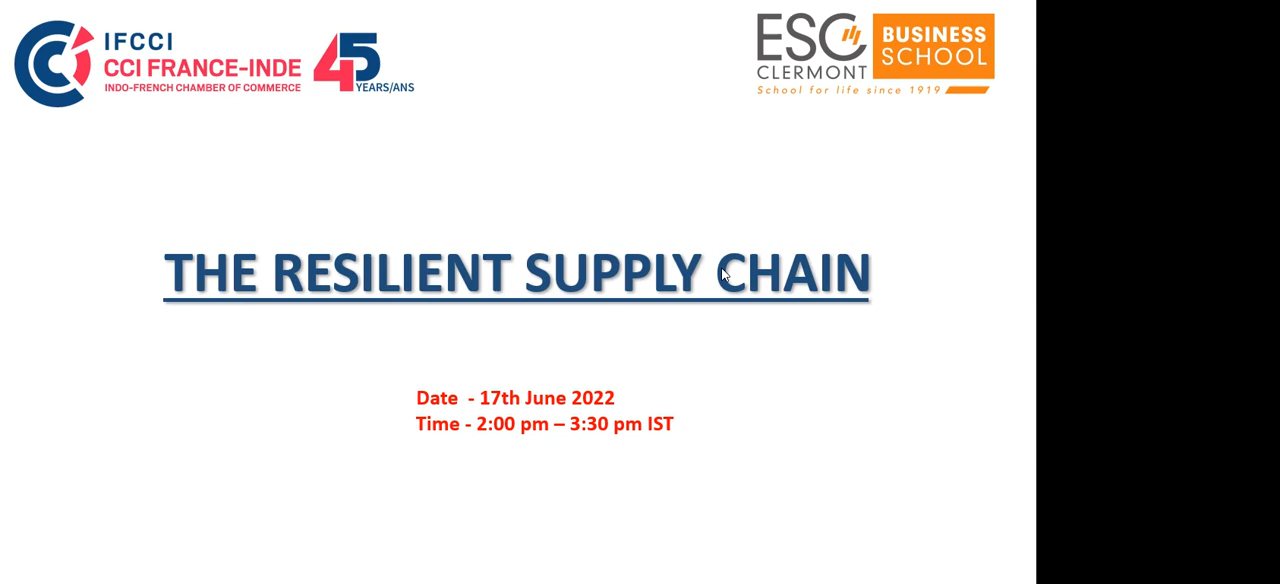 IFCCI
CCI FRANCE-INDE
INDO-FRENCH CHAMBER OF COMMERCE
45
YEARS/ANS
ESC
CLERMONT
BUSINESS
SCHOOL
School for life since 1919
THE RESILIENT SUPPLY CHAIN
Date - 17th June 2022
Time - 2:00 pm – 3:30 pm IST